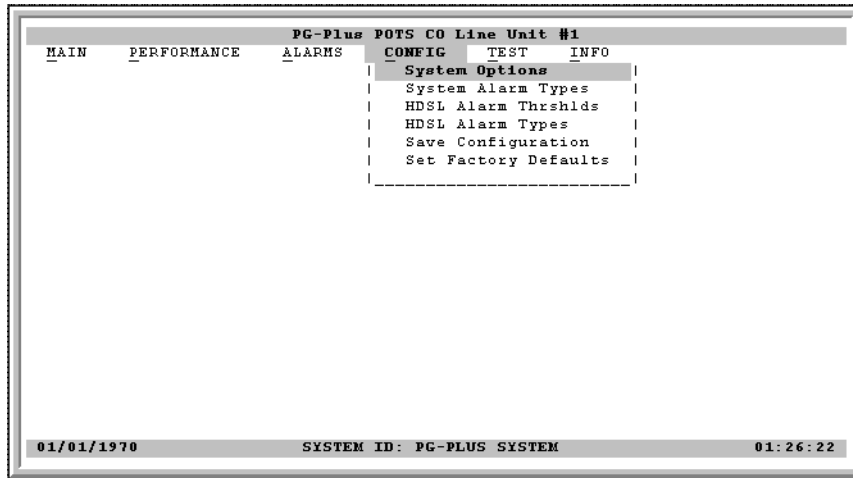 PG-Plus POTS CO Line Unit #1
MAIN PERFORMANCE ALARMS CONFIG TEST INFO
System Options
System Alarm Types
HDSL Alarm Thrshlds
HDSL Alarm Types
Save Configuration
Set Factory Defaults
01/01/1970 SYSTEM ID: PG-PLUS SYSTEM 01:26:22